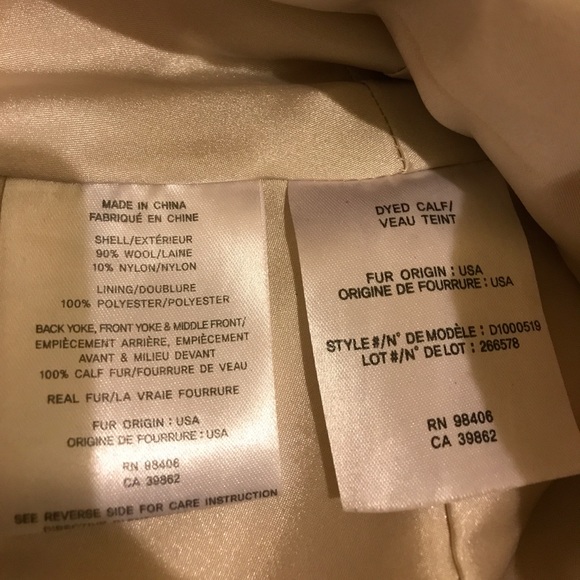 MADE IN CHINA
FABRIQUÉ EN CHINE
SHELL/EXTÉRIEUR
90% WOOL/LAINE
10% NYLON/NYLON
LINING/DOUBLURE
100% POLYESTER/POLYESTER
BACK YOKE, FRONT YOKE & MIDDLE FRONT/
EMPIÈCEMENT ARRIÈRE, EMPIÈCEMENT
AVANT & MILIEU DEVANT
100% CALF FUR/FOURRURE DE VEAU
REAL FUR/LA VRAIE FOURRURE
FUR ORIGIN : USA
ORIGINE DE FOURRURE : USA
RN 98406
CA 39862
SEE REVERSE SIDE FOR CARE INSTRUCTION
DYED CALF/
VEAU TEINT
FUR ORIGIN : USA
ORIGINE DE FOURRURE : USA
STYLE #/N° DE MODÈLE : D1000519
LOT #/N° DE LOT : 266578
RN 98406
CA 39862